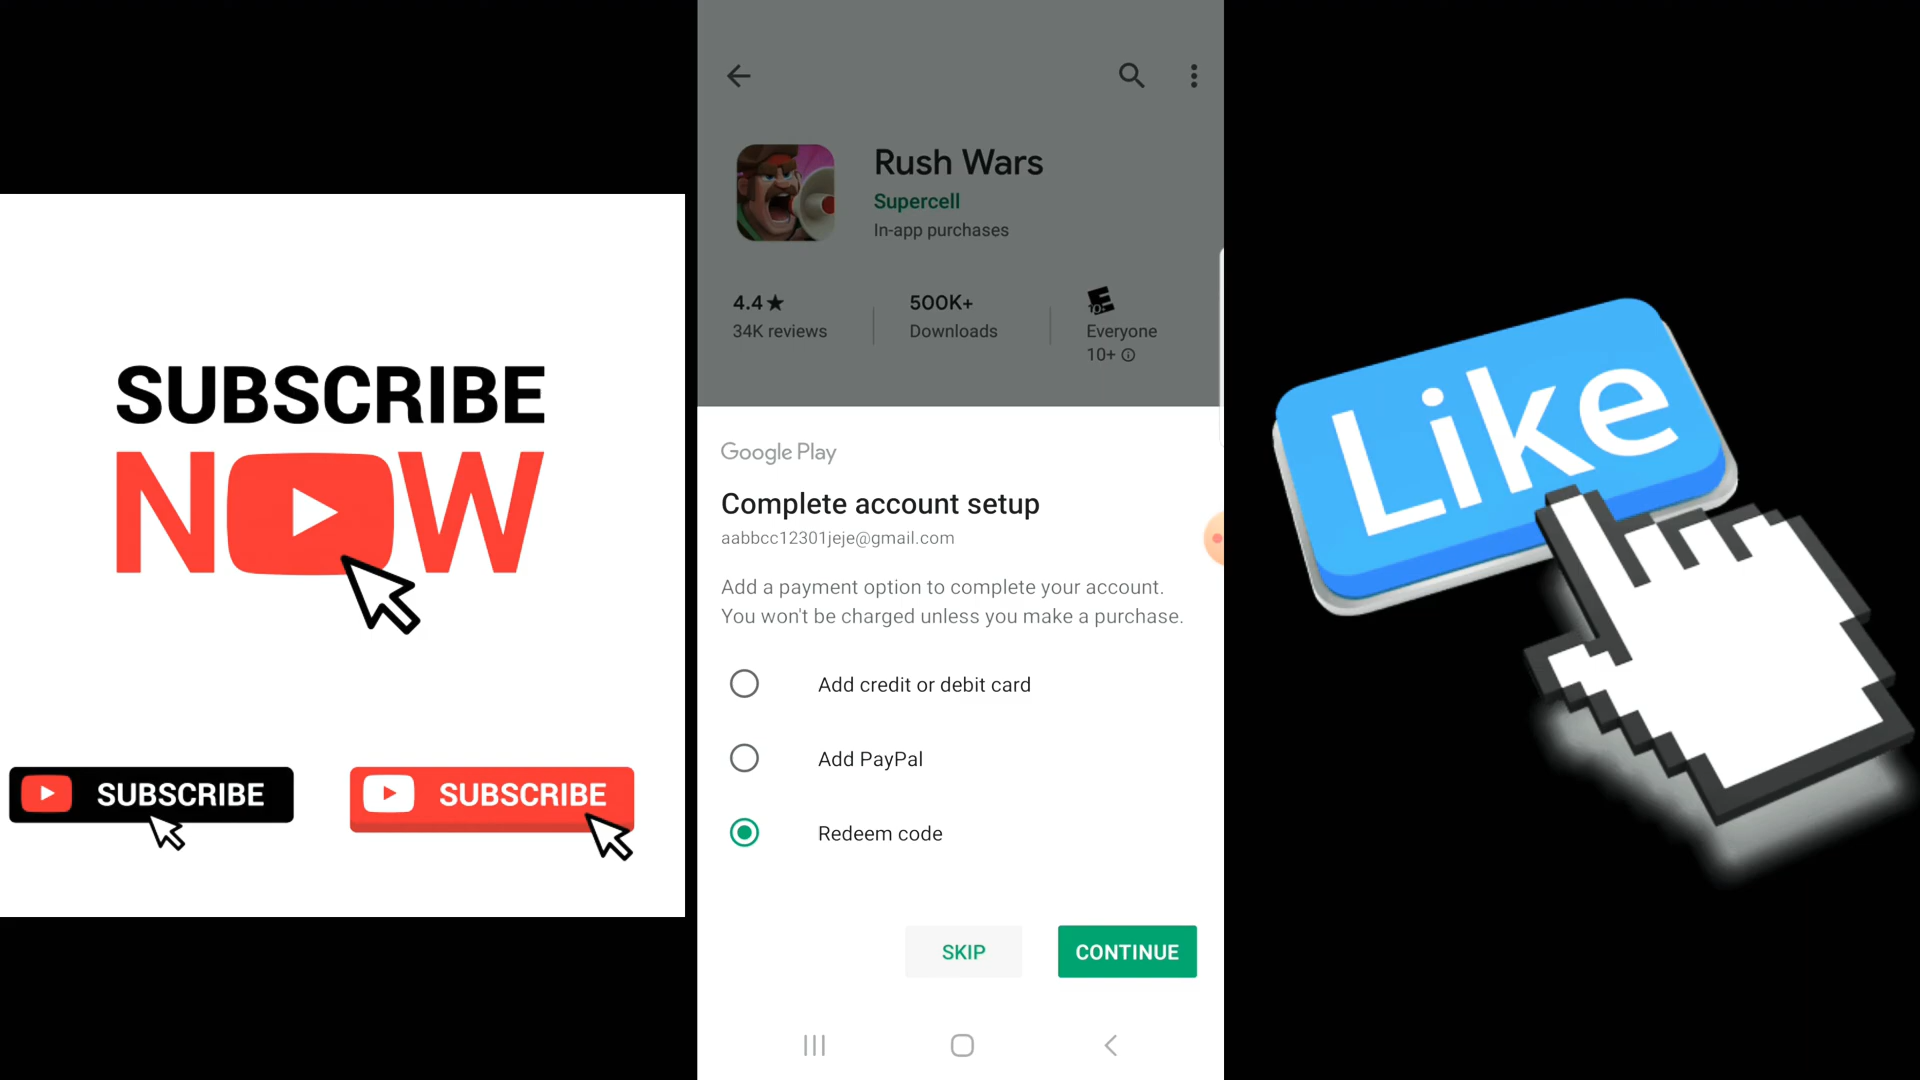 SUBSCRIBE
NOW
SUBSCRIBE
SUBSCRIBE
Rush Wars
Supercell
In-app purchases
4.4★
34K reviews
500K+
Downloads
E
Everyone
10+
Google Play
Complete account setup
aabbcc12301jeje@gmail.com
Add a payment option to complete your account.
You won't be charged unless you make a purchase.
Add credit or debit card
Add PayPal
Redeem code
SKIP
CONTINUE
Like